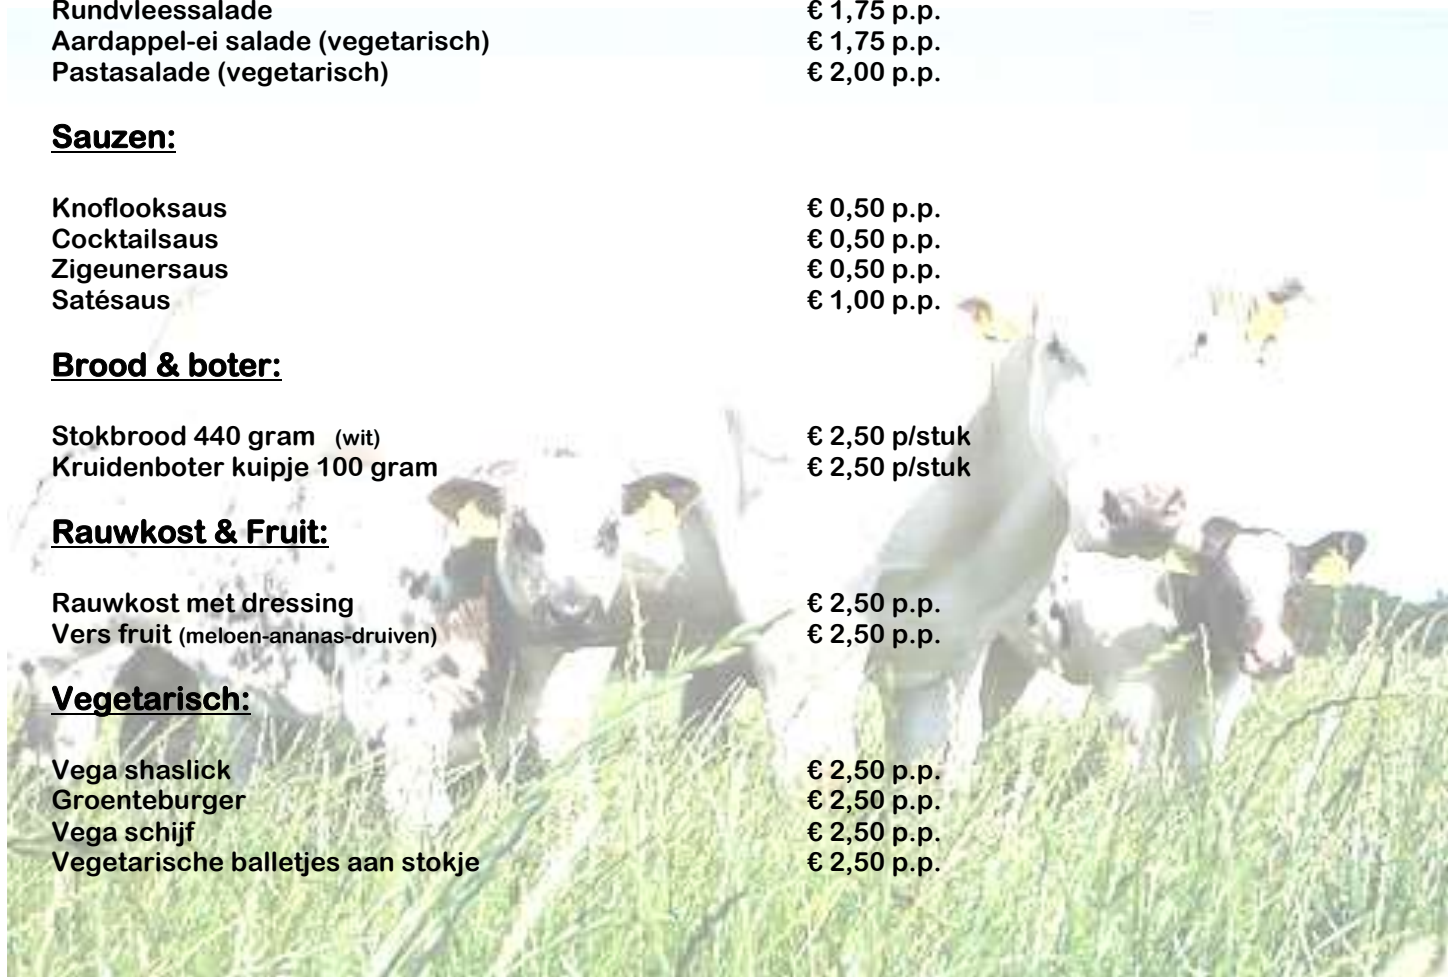 Rundvleessalade € 1,75 p.p.
Aardappel-ei salade (vegetarisch) € 1,75 p.p.
Pastasalade (vegetarisch) € 2,00 p.p.
Sauzen:
Knoflooksaus € 0,50 p.p.
Cocktailsaus € 0,50 p.p.
Zigeunersaus € 0,50 p.p.
Satésaus € 1,00 p.p.
Brood & boter:
Stokbrood 440 gram (wit) € 2,50 p/stuk
Kruidenboter kuipje 100 gram € 2,50 p/stuk
Rauwkost & Fruit:
Rauwkost met dressing € 2,50 p.p.
Vers fruit (meloen-ananas-druiven) € 2,50 p.p.
Vegetarisch:
Vega shaslick € 2,50 p.p.
Groenteburger € 2,50 p.p.
Vega schijf € 2,50 p.p.
Vegetarische balletjes aan stokje € 2,50 p.p.